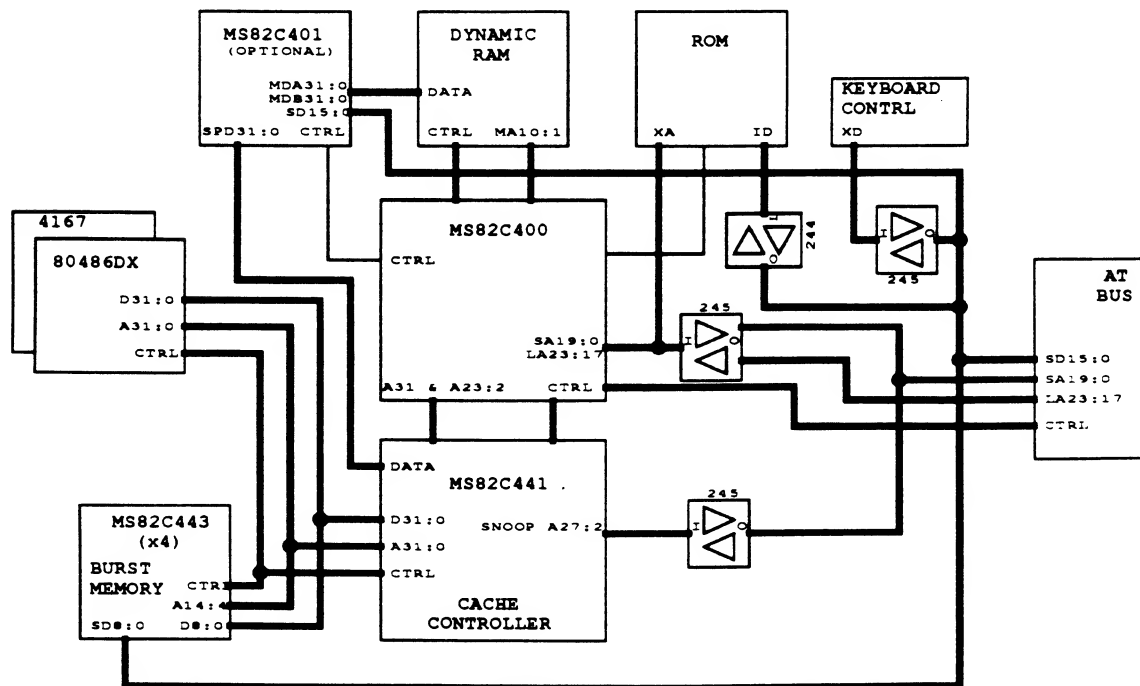 MS82C401
(OPTIONAL)
MDA31:0
MDB31:0
SD15:0
SPD31:0 CTRL
DYNAMIC
RAM
DATA
CTRL MA10:1
ROM
XA ID
KEYBOARD
CONTRL
XD
4167
80486DX
D31:0
A31:0
CTRL
MS82C400
CTRL
SA19:0
LA23:17
A31 & A23:2 CTRL
I
O
244
I
O
245
245
I
O
AT
BUS
SD15:0
SA19:0
LA23:17
CTRL
MS82C441
DATA
D31:0
SNOOP A27:2
A31:0
CTRL
CACHE
CONTROLLER
245
I
O
MS82C443
(x4)
BURST
MEMORY
CTR
A14:4
SD8:0 D8:0